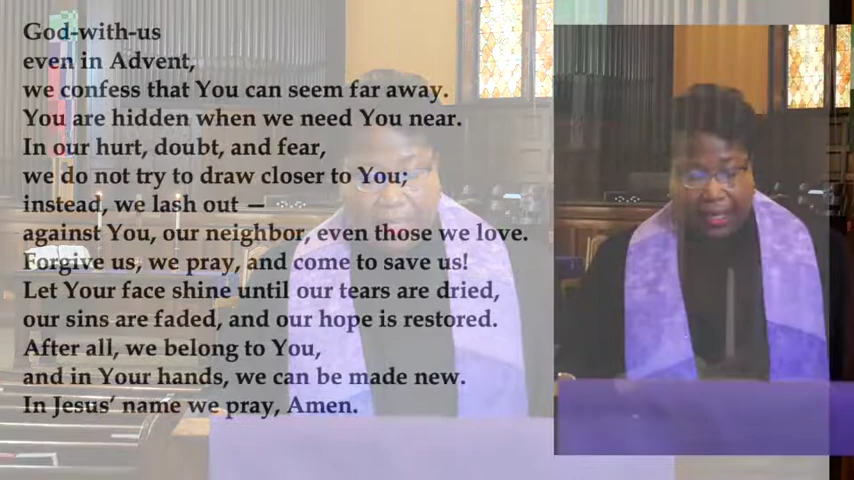 God-with-us
even in Advent,
we confess that You can seem far away.
You are hidden when we need You near.
In our hurt, doubt, and fear,
we do not try to draw closer to You;
instead, we lash out —
against You, our neighbor, even those we love.
Forgive us, we pray, and come to save us!
Let Your face shine until our tears are dried,
our sins are faded, and our hope is restored.
After all, we belong to You,
and in Your hands, we can be made new.
In Jesus’ name we pray, Amen.